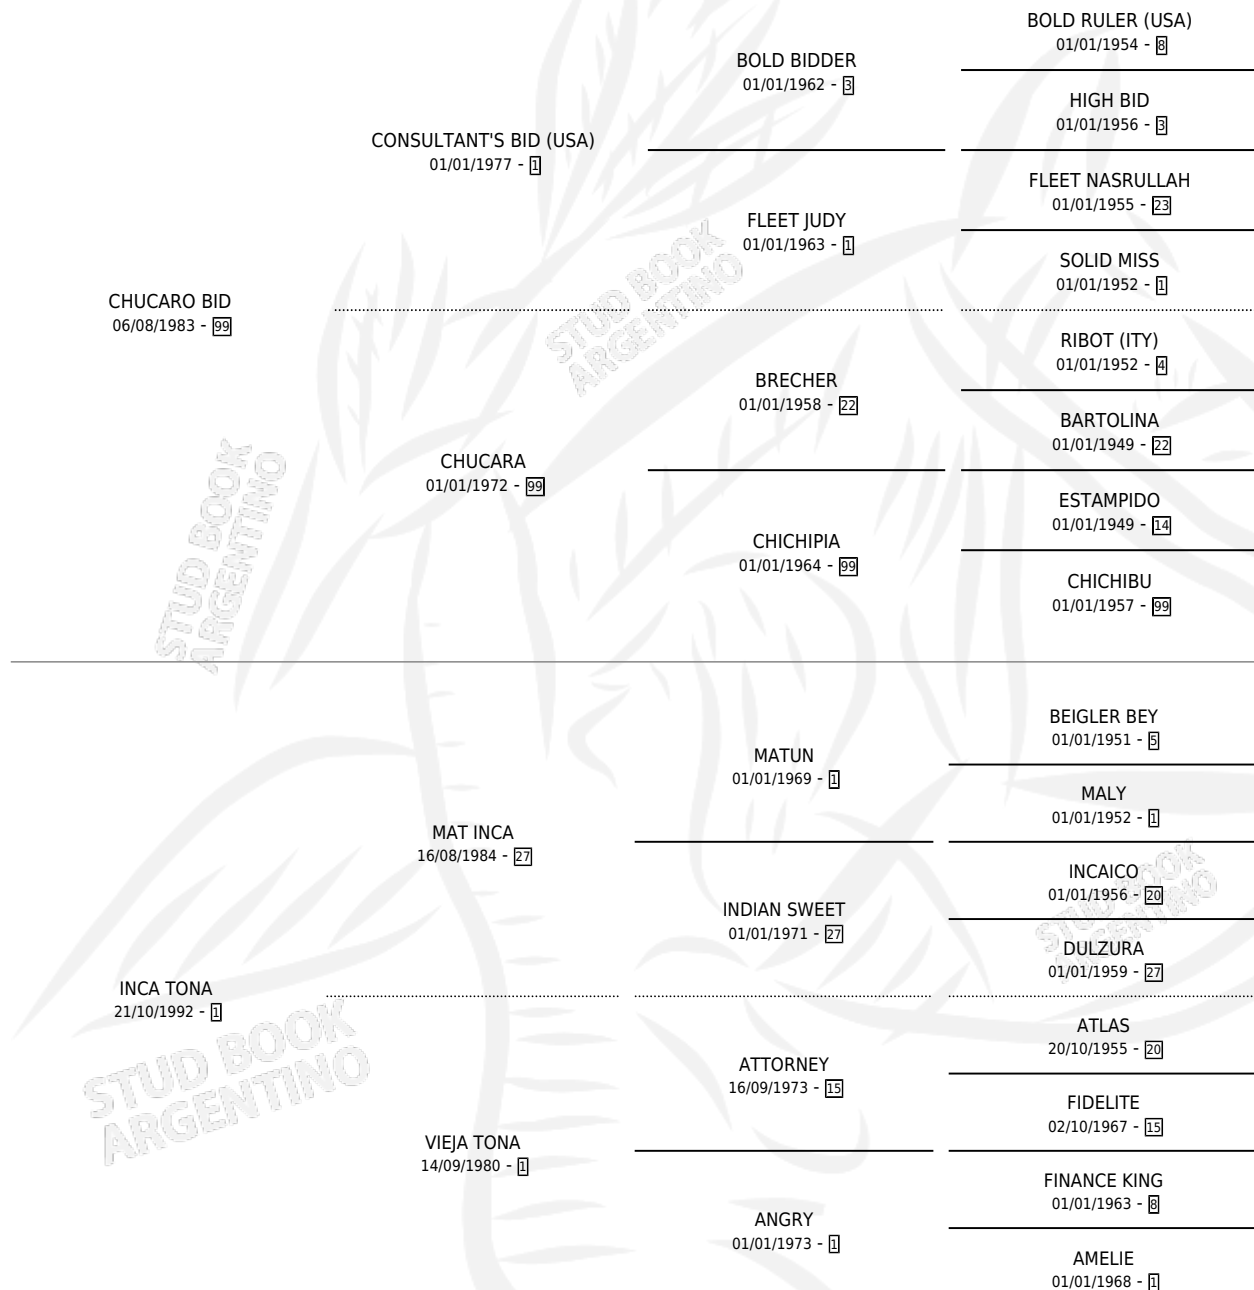 BOLD RULER (USA)
01/01/1954 - 8
BOLD BIDDER
01/01/1962 - 3
HIGH BID
01/01/1956 - 3
CONSULTANT'S BID (USA)
01/01/1977 - 1
FLEET NASRULLAH
01/01/1955 - 23
FLEET JUDY
01/01/1963 - 1
SOLID MISS
01/01/1952 - 1
CHUCARO BID
06/08/1983 - 99
RIBOT (ITY)
01/01/1952 - 4
BRECHER
01/01/1958 - 22
BARTOLINA
01/01/1949 - 22
CHUCARA
01/01/1972 - 99
ESTAMPIDO
01/01/1949 - 14
CHICHIPIA
01/01/1964 - 99
CHICHIBU
01/01/1957 - 99
BEIGLER BEY
01/01/1951 - 5
MATUN
01/01/1969 - 1
MALY
01/01/1952 - 1
MAT INCA
16/08/1984 - 27
INCAICO
01/01/1956 - 20
INDIAN SWEET
01/01/1971 - 27
DULZURA
01/01/1959 - 27
INCA TONA
21/10/1992 - 1
ATLAS
20/10/1955 - 20
ATTORNEY
16/09/1973 - 15
FIDELITE
02/10/1967 - 15
VIEJA TONA
14/09/1980 - 1
FINANCE KING
01/01/1963 - 8
ANGRY
01/01/1973 - 1
AMELIE
01/01/1968 - 1
STUD BOOK
ARGENTINO
STUD BOOK
ARGENTINO
STUD BOOK
ARGENTINO
STUD BOOK
ARGENTINO